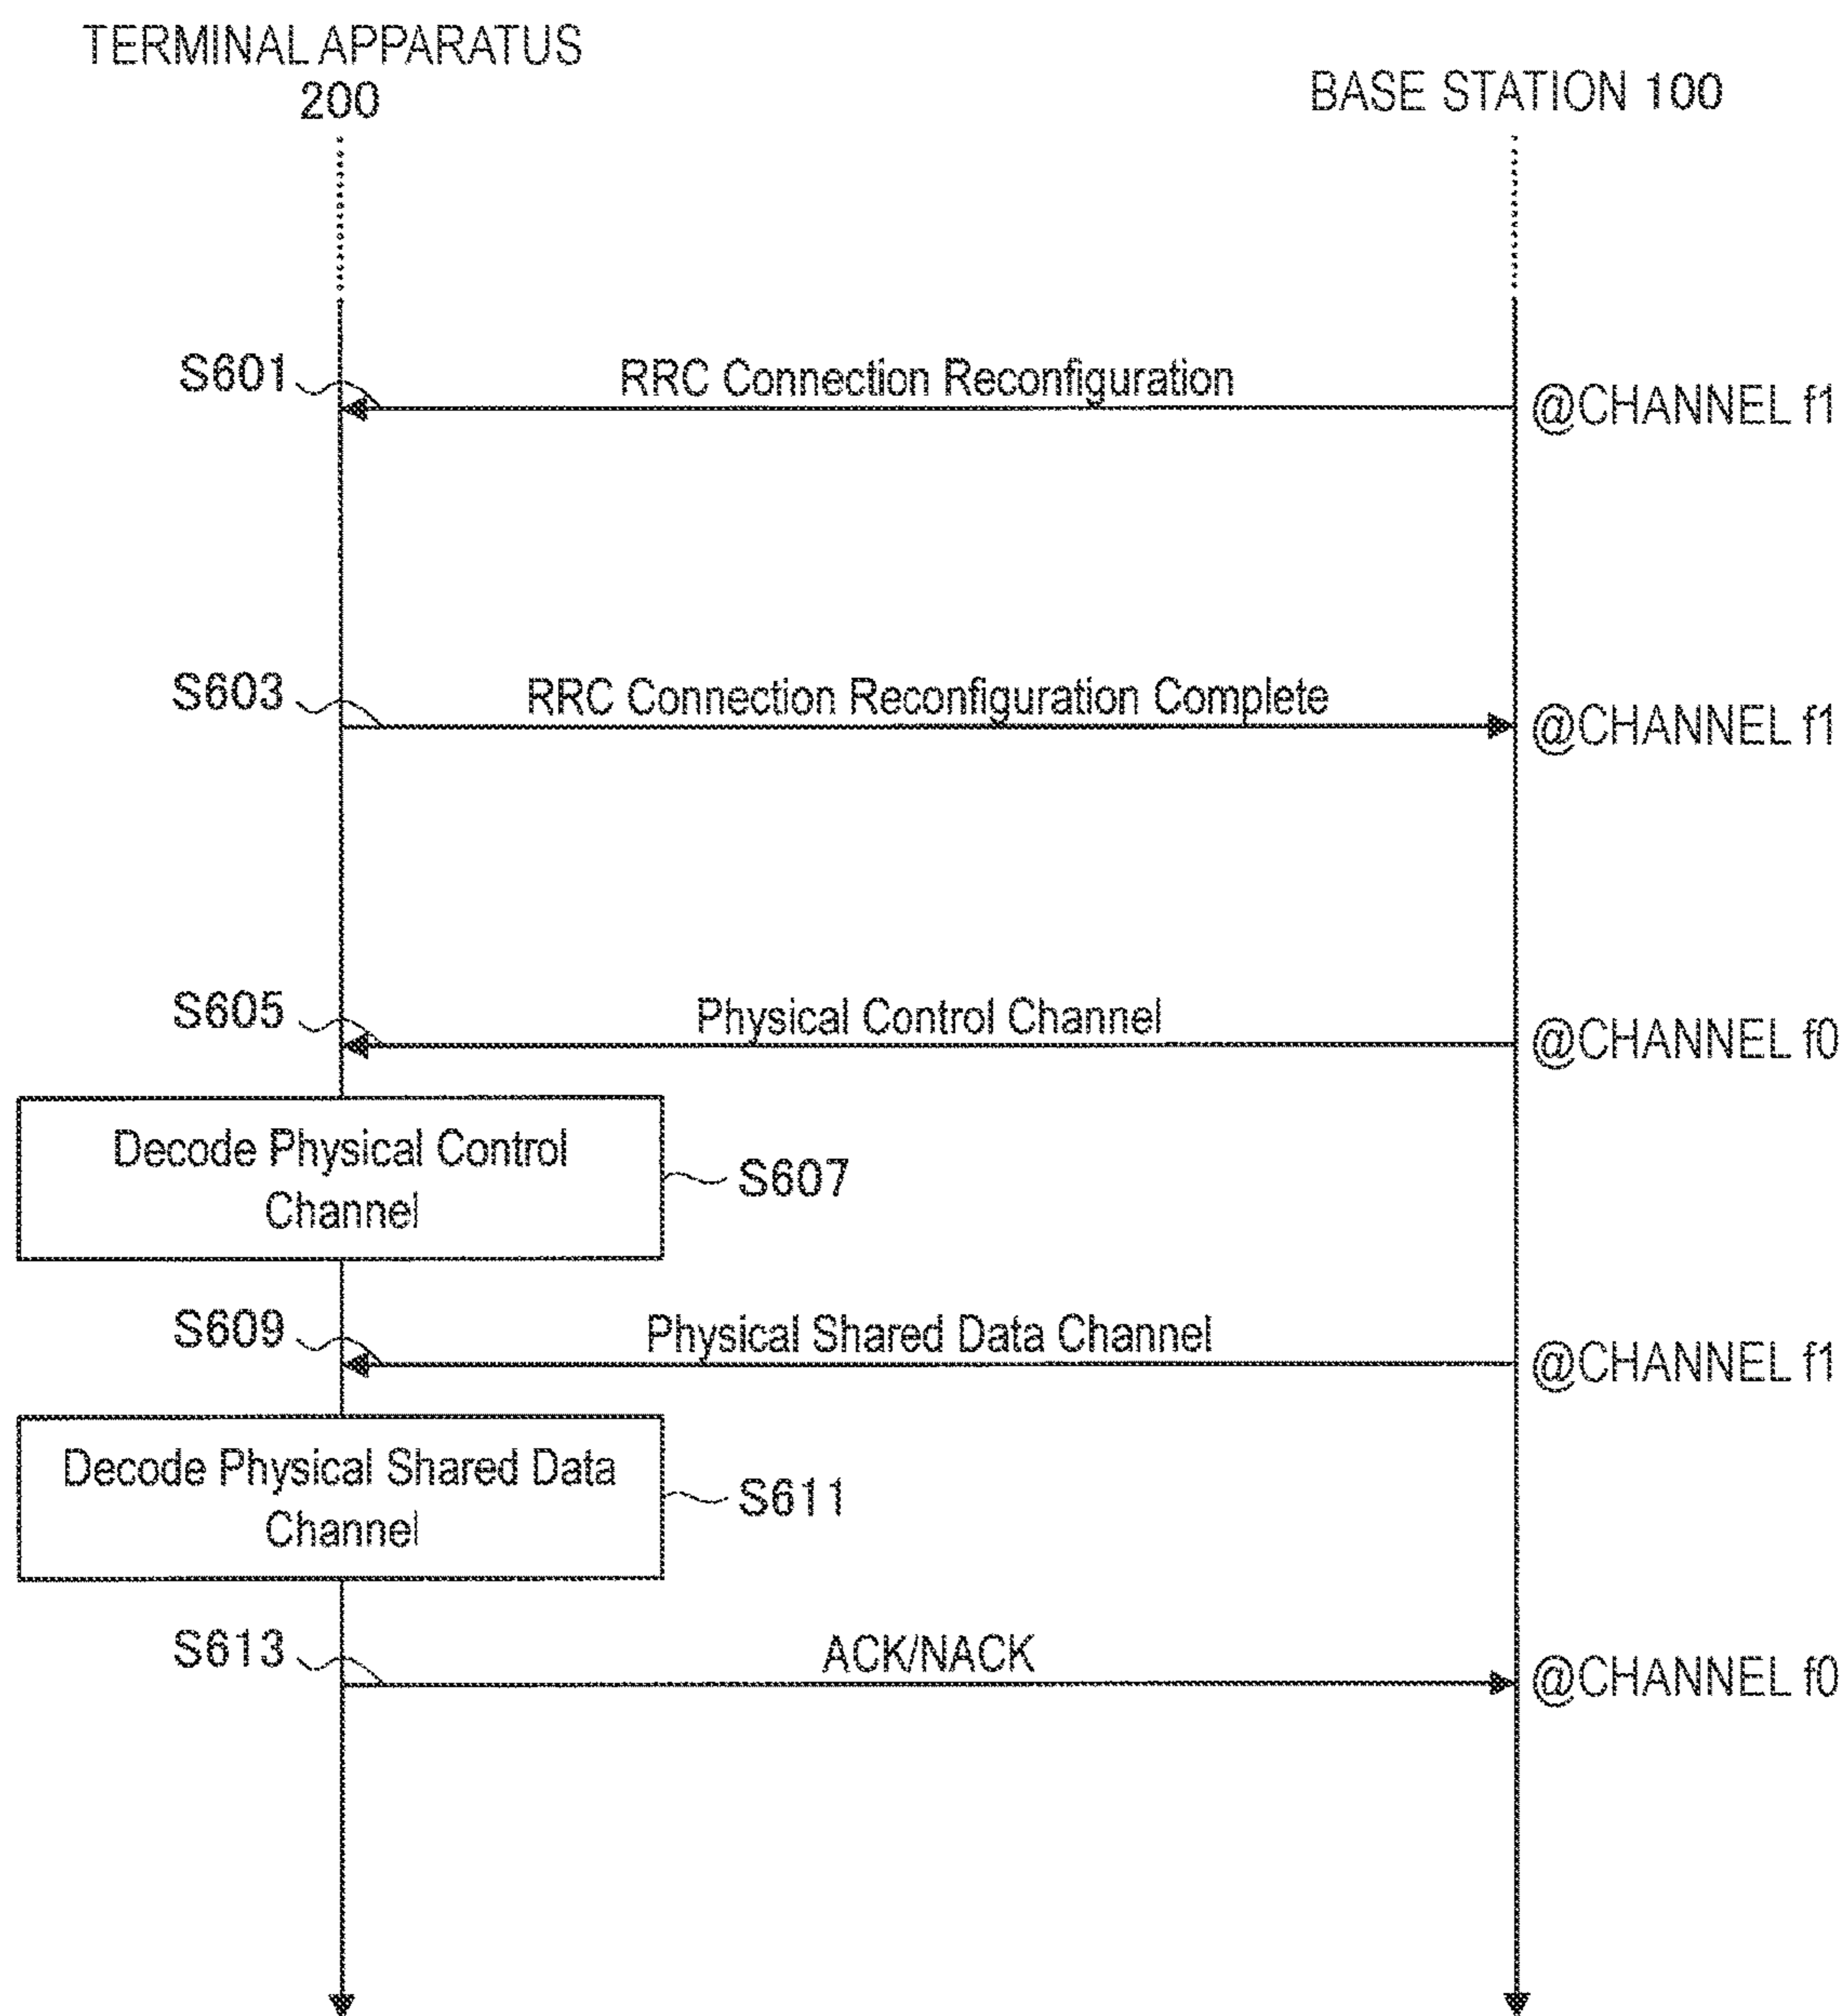 TERMINAL APPARATUS
200
BASE STATION 100
S601
RRC Connection Reconfiguration
@CHANNEL f1
S603
RRC Connection Reconfiguration Complete
@CHANNEL f1
S605
Physical Control Channel
@CHANNEL f0
Decode Physical Control
Channel
S607
S609
Physical Shared Data Channel
@CHANNEL f1
Decode Physical Shared Data
Channel
S611
S613
ACK/NACK
@CHANNEL f0